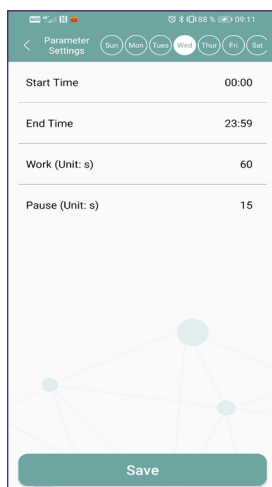 88 % 09:11
Parameter Settings Sun Mon Tues Wed Thur Fri Sat
Start Time 00:00
End Time 23:59
Work (Unit: s) 60
Pause (Unit: s) 15
Save